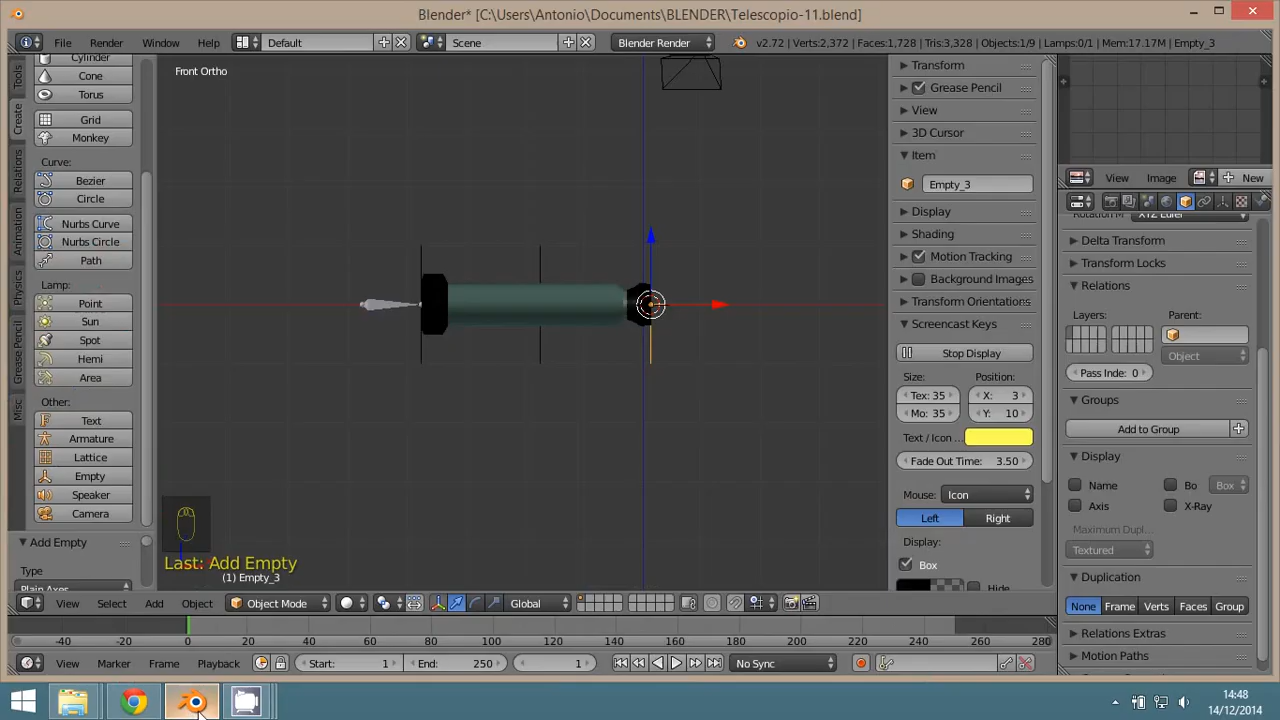 Blender* [C:\Users\Antonio\Documents\BLENDER\Telescopio-11.blend]
File Render Window Help Default Scene Blender Render v2.72 | Verts:2,372 | Faces:1,728 | Tris:3,328 | Objects:1/9 | Lamps:0/1 | Mem:17.17M | Empty_3
Tools
Create
Relations
Animation
Physics
Grease Pencil
Misc
Cylinder
Cone
Torus
Grid
Monkey
Curve:
Bezier
Circle
Nurbs Curve
Nurbs Circle
Path
Lamp:
Point
Sun
Spot
Hemi
Area
Other:
Text
Armature
Lattice
Empty
Speaker
Camera
Add Empty
Type
Plain Axes
Front Ortho
Last: Add Empty
(1) Empty_3
Transform
Grease Pencil
View
3D Cursor
Item
Empty_3
Display
Shading
Motion Tracking
Background Images
Transform Orientations
Screencast Keys
Stop Display
Size: Position:
Tex: 35 X: 3
Mo: 35 Y: 10
Text / Icon ...
Fade Out Time: 3.50
Mouse: Icon
Left Right
Display:
Box
Hide
View Image New
Rotation M XYZ Euler
Delta Transform
Transform Locks
Relations
Layers: Parent:
Object
Pass Inde: 0
Groups
Add to Group
Display
Name Bo Box
Axis X-Ray
Maximum Dupl...
Textured
Duplication
None Frame Verts Faces Group
Relations Extras
Motion Paths
View Select Add Object Object Mode Global
-40 -20 0 20 40 60 80 100 120 140 160 180 200 220 240 260 280
View Marker Frame Playback Start: 1 End: 250 1 No Sync
14:48
14/12/2014